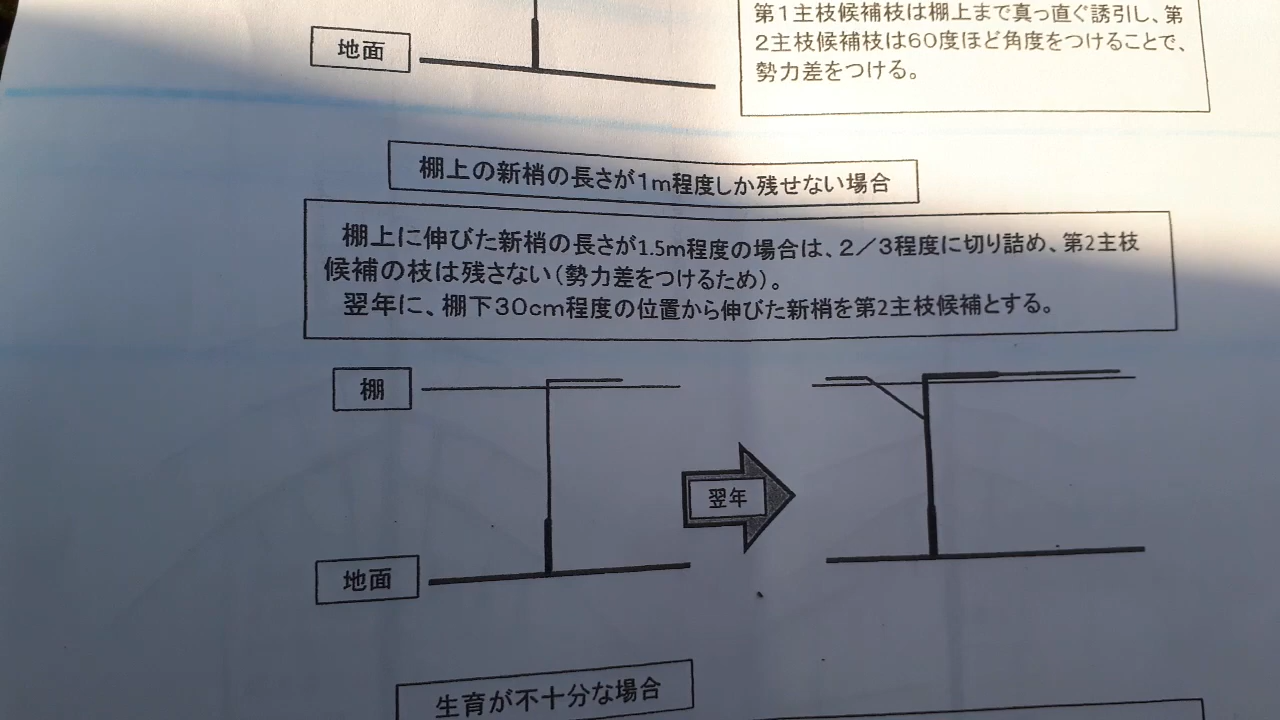 第1主枝候補枝は棚上まで真っ直ぐ誘引し、第
2主枝候補枝は60度ほど角度をつけることで、
勢力差をつける。
地面
棚上の新梢の長さが1m程度しか残せない場合
棚上に伸びた新梢の長さが1.5m程度の場合は、2/3程度に切り詰め、第2主枝
候補の枝は残さない(勢力差をつけるため)。
翌年に、棚下30cm程度の位置から伸びた新梢を第2主枝候補とする。
棚
翌年
地面
生育が不十分な場合